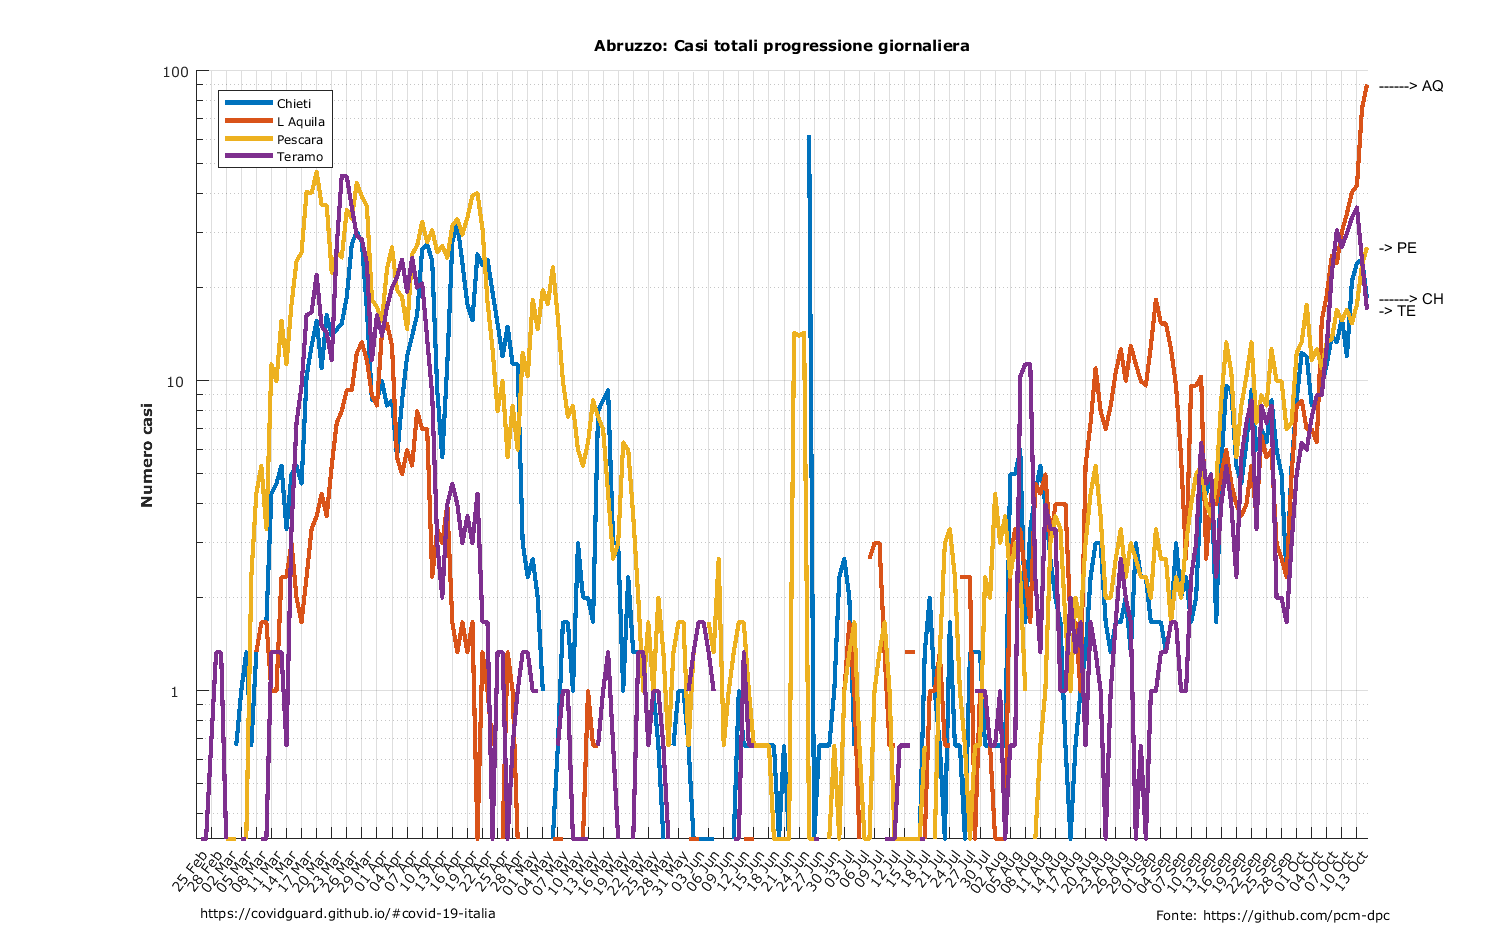 Abruzzo: Casi totali progressione giornaliera
100
10
1
Numero casi
Chieti
L Aquila
Pescara
Teramo
------> AQ
-> PE
------> CH
-> TE
25 Feb
28 Feb
02 Mar
05 Mar
08 Mar
11 Mar
14 Mar
17 Mar
20 Mar
23 Mar
26 Mar
29 Mar
01 Apr
04 Apr
07 Apr
10 Apr
13 Apr
16 Apr
19 Apr
22 Apr
25 Apr
28 Apr
01 May
04 May
07 May
10 May
13 May
16 May
19 May
22 May
25 May
28 May
31 May
03 Jun
06 Jun
09 Jun
12 Jun
15 Jun
18 Jun
21 Jun
24 Jun
27 Jun
30 Jun
03 Jul
06 Jul
09 Jul
12 Jul
15 Jul
18 Jul
21 Jul
24 Jul
27 Jul
30 Jul
02 Aug
05 Aug
08 Aug
11 Aug
14 Aug
17 Aug
20 Aug
23 Aug
26 Aug
29 Aug
01 Sep
04 Sep
07 Sep
10 Sep
13 Sep
16 Sep
19 Sep
22 Sep
25 Sep
28 Sep
01 Oct
04 Oct
07 Oct
10 Oct
13 Oct
https://covidguard.github.io/#covid-19-italia
Fonte: https://github.com/pcm-dpc